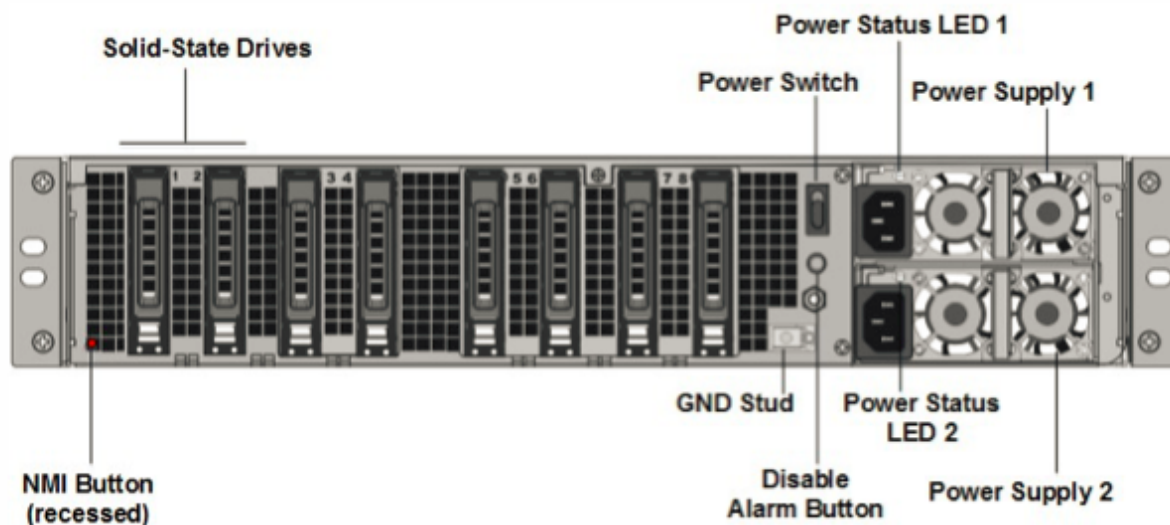 Power Status LED 1
Solid-State Drives
Power Switch
Power Supply 1
1 2
3 4
5 6
7 8
GND Stud
Power Status
LED 2
NMI Button
(recessed)
Disable
Alarm Button
Power Supply 2